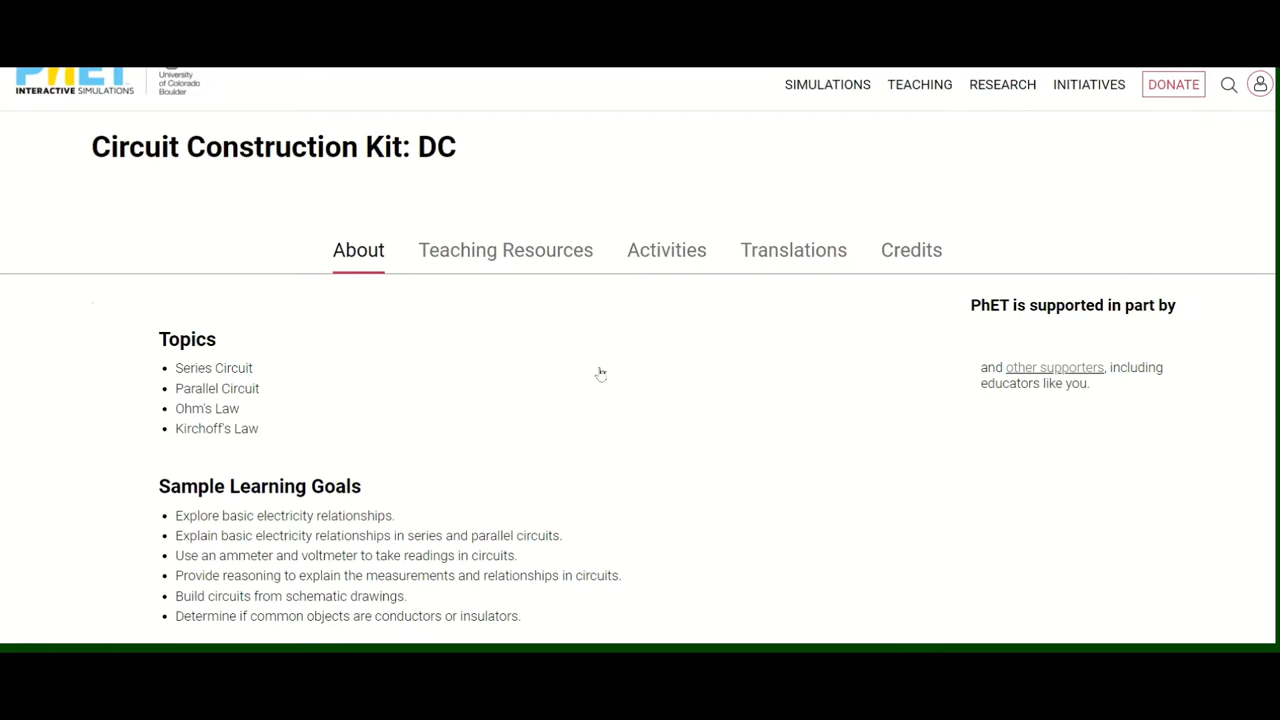 PhET
INTERACTIVE SIMULATIONS
University
of Colorado
Boulder
SIMULATIONS TEACHING RESEARCH INITIATIVES DONATE
Circuit Construction Kit: DC
About Teaching Resources Activities Translations Credits
PhET is supported in part by
and other supporters, including
educators like you.
Topics
• Series Circuit
• Parallel Circuit
• Ohm's Law
• Kirchoff's Law
Sample Learning Goals
• Explore basic electricity relationships.
• Explain basic electricity relationships in series and parallel circuits.
• Use an ammeter and voltmeter to take readings in circuits.
• Provide reasoning to explain the measurements and relationships in circuits.
• Build circuits from schematic drawings.
• Determine if common objects are conductors or insulators.